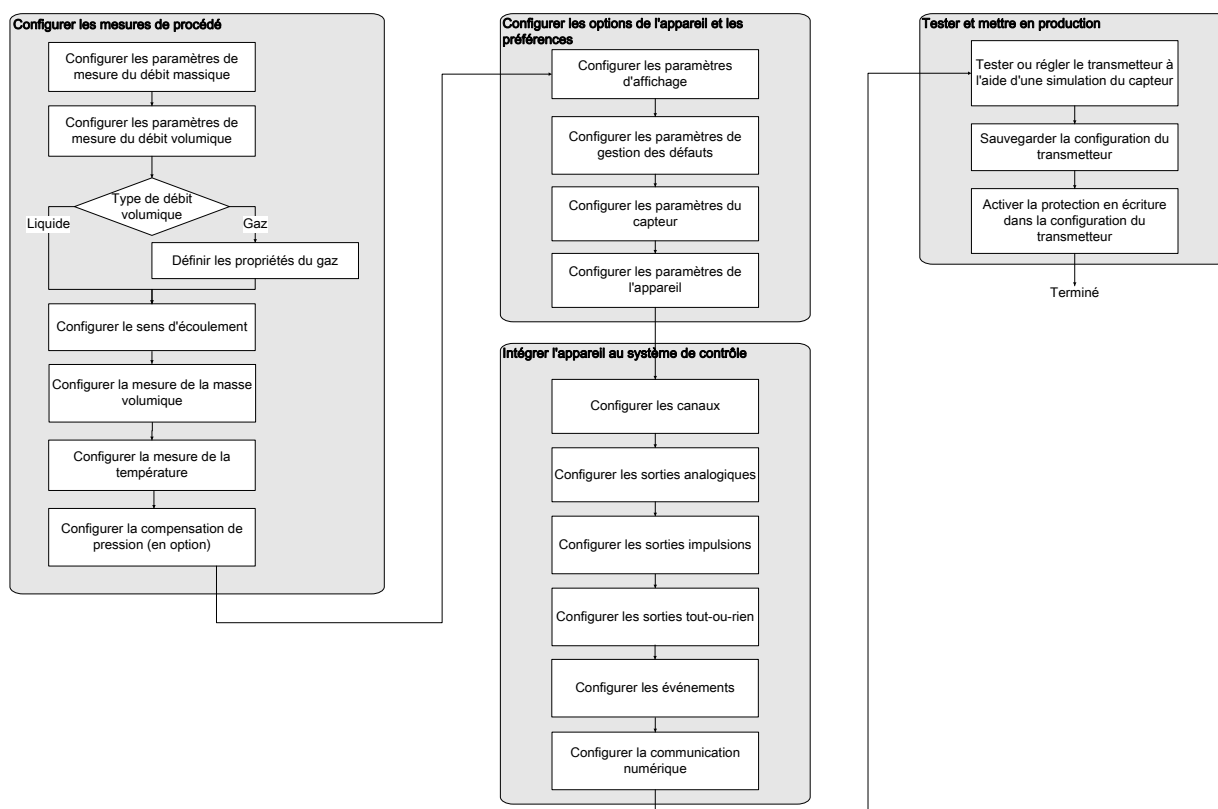 Configurer les mesures de procédé
Configurer les paramètres de
mesure du débit massique
Configurer les paramètres de
mesure du débit volumique
Type de débit
volumique
Liquide
Gaz
Définir les propriétés du gaz
Configurer le sens d'écoulement
Configurer la mesure de la masse
volumique
Configurer la mesure de la
température
Configurer la compensation de
pression (en option)
Configurer les options de l'appareil et les
préférences
Configurer les paramètres
d'affichage
Configurer les paramètres de
gestion des défauts
Configurer les paramètres du
capteur
Configurer les paramètres de
l'appareil
Intégrer l'appareil au système de contrôle
Configurer les canaux
Configurer les sorties analogiques
Configurer les sorties impulsions
Configurer les sorties tout-ou-rien
Configurer les événements
Configurer la communication
numérique
Tester et mettre en production
Tester ou régler le transmetteur à
l'aide d'une simulation du capteur
Sauvegarder la configuration du
transmetteur
Activer la protection en écriture
dans la configuration du
transmetteur
Terminé